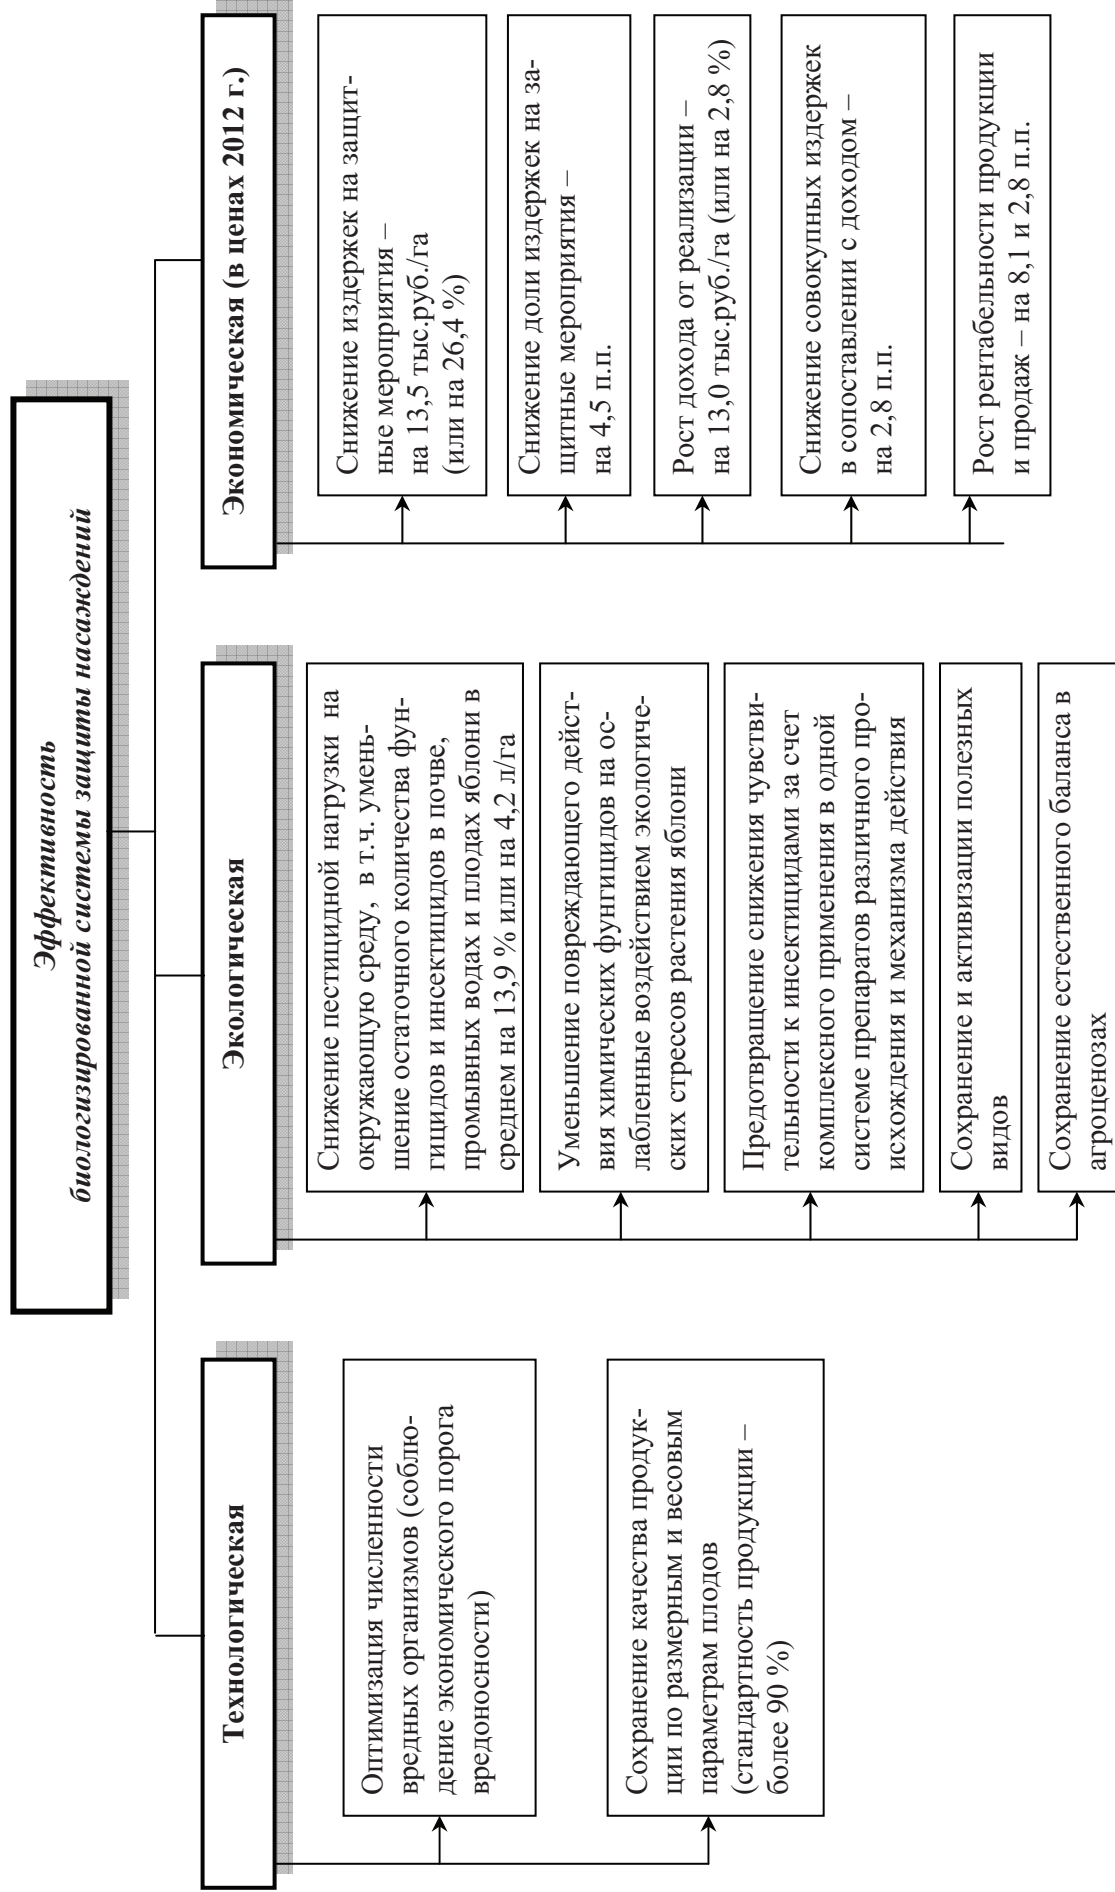 Эффективность
биологизированной системы защиты насаждений
Технологическая
Оптимизация численности
вредных организмов (соблю-
дение экономического порога
вредоносности)
Сохранение качества продук-
ции по размерным и весовым
параметрам плодов
(стандартность продукции –
более 90 %)
Экологическая
Снижение пестицидной нагрузки на
окружающую среду, в т.ч. умень-
шение остаточного количества фун-
гицидов и инсектицидов в почве,
промывных водах и плодах яблони в
среднем на 13,9 % или на 4,2 л/га
Уменьшение повреждающего дейст-
вия химических фунгицидов на ос-
лабленные воздействием экологиче-
ских стрессов растения яблони
Предотвращение снижения чувстви-
тельности к инсектицидами за счет
комплексного применения в одной
системе препаратов различного про-
исхождения и механизма действия
Сохранение и активизации полезных
видов
Сохранение естественного баланса в
агроценозах
Экономическая (в ценах 2012 г.)
Снижение издержек на защит-
ные мероприятия –
на 13,5 тыс.руб./га
(или на 26,4 %)
Снижение доли издержек на за-
щитные мероприятия –
на 4,5 п.п.
Рост дохода от реализации –
на 13,0 тыс.руб./га (или на 2,8 %)
Снижение совокупных издержек
в сопоставлении с доходом –
на 2,8 п.п.
Рост рентабельности продукции
и продаж – на 8,1 и 2,8 п.п.